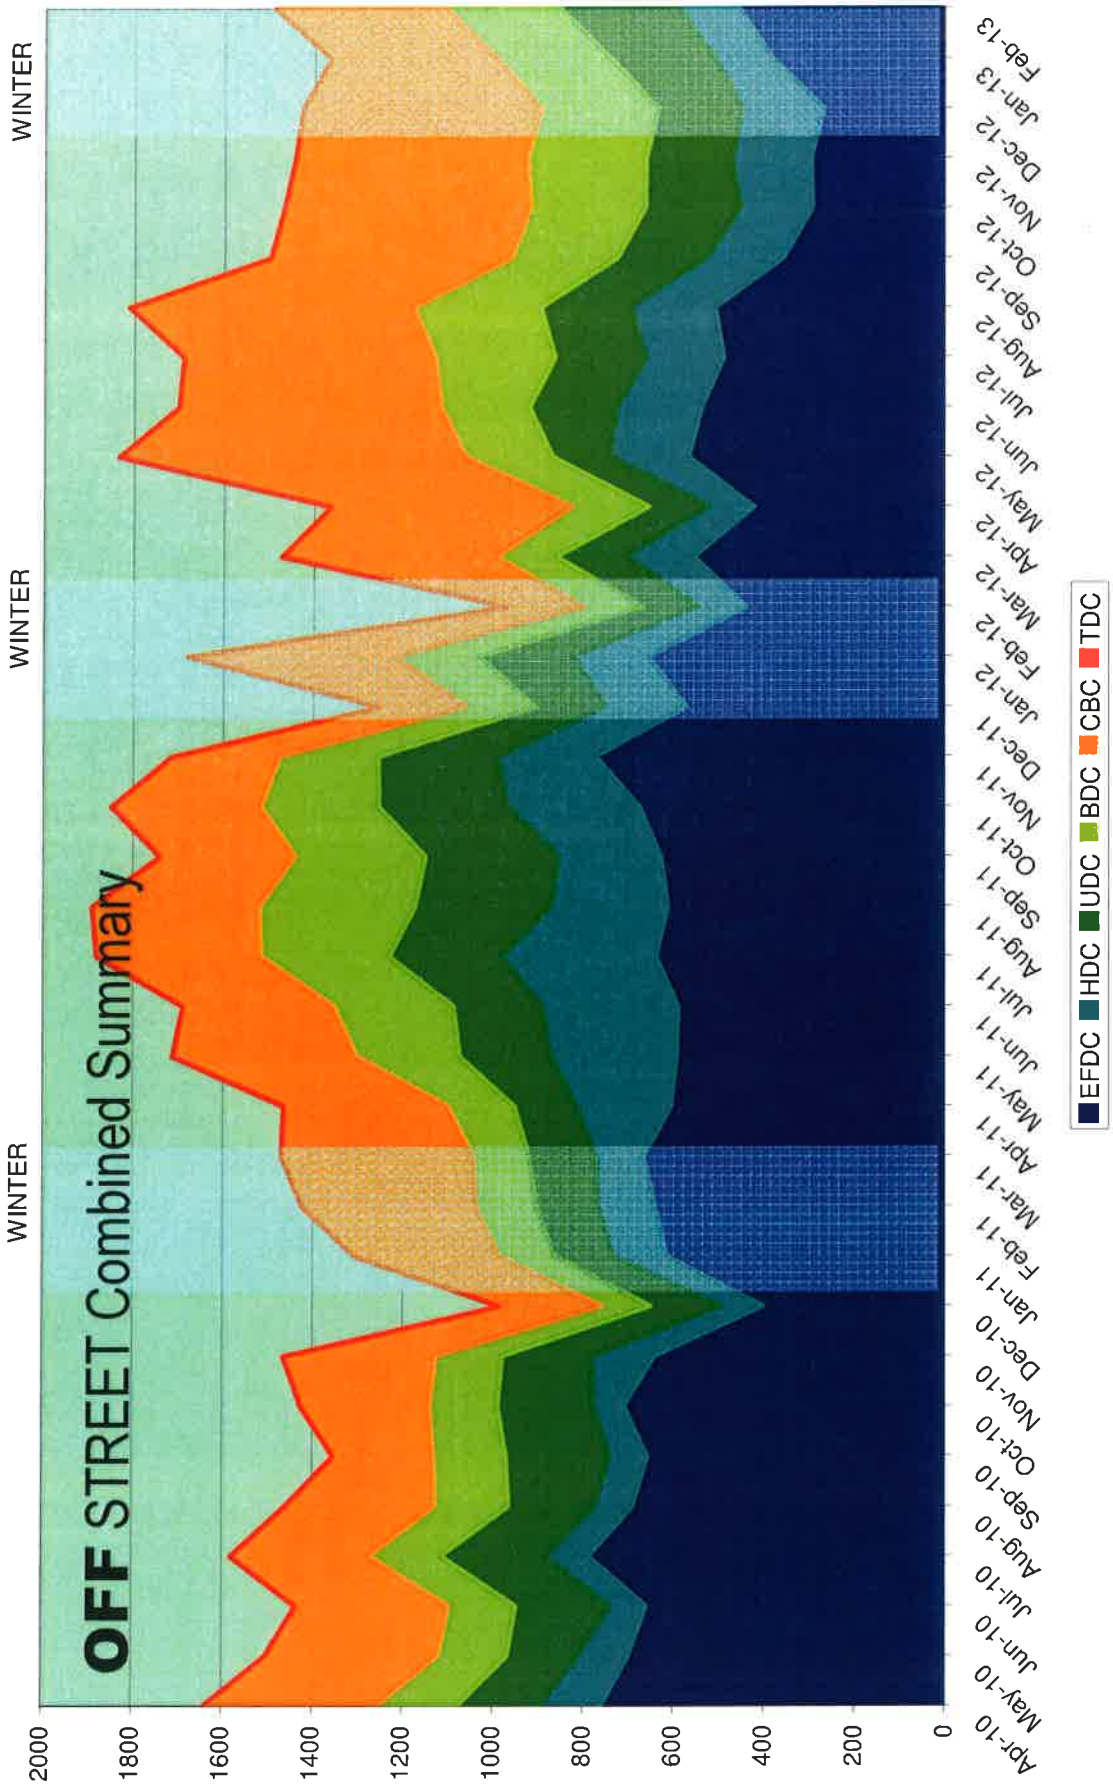 OFF STREET Combined Summary
WINTER
WINTER
WINTER
2000
1800
1600
1400
1200
1000
800
600
400
200
0
Apr-10
May-10
Jun-10
Jul-10
Aug-10
Sep-10
Oct-10
Nov-10
Dec-10
Jan-11
Feb-11
Mar-11
Apr-11
May-11
Jun-11
Jul-11
Aug-11
Sep-11
Oct-11
Nov-11
Dec-11
Jan-12
Feb-12
Mar-12
Apr-12
May-12
Jun-12
Jul-12
Aug-12
Sep-12
Oct-12
Nov-12
Dec-12
Jan-13
Feb-13
EFDC HDC UDC BDC CBC TDC